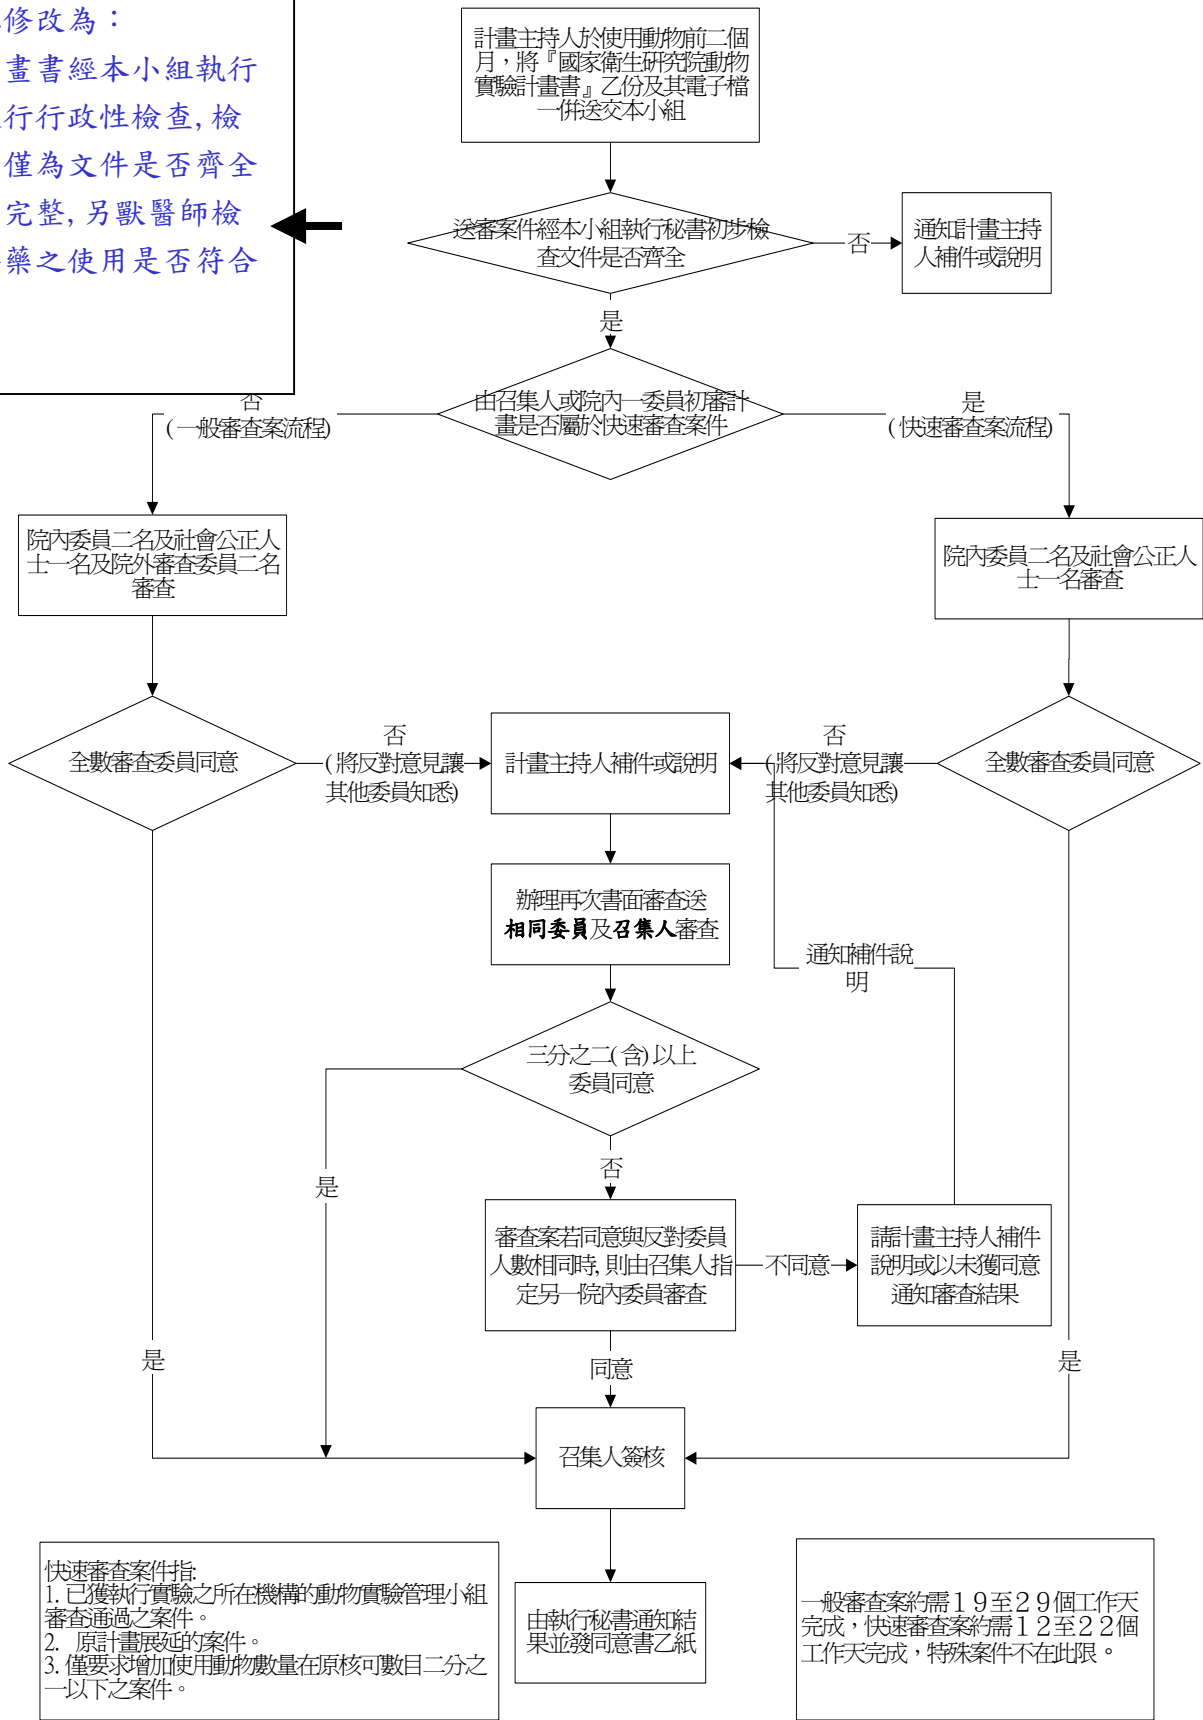 修改為：
畫書經本小組執行
行行政性檢查,檢
僅為文件是否齊全
完整,另獸醫師檢
藥之使用是否符合
計畫主持人於使用動物前二個
月，將『國家衛生研究院動物
實驗計畫書』乙份及其電子檔
一併送交本小組
送審案件經本小組執行秘書初步檢
查文件是否齊全
否
通知計畫主持
人補件或說明
是
由召集人或院內一委員初審計
畫是否屬於快速審查案件
否
(一般審查案流程)
是
(快速審查案流程)
院內委員二名及社會公正人
士一名及院外審查委員二名
審查
院內委員二名及社會公正人
士一名審查
全數審查委員同意
否
(將反對意見讓
其他委員知悉)
計畫主持人補件或說明
否
(將反對意見讓
其他委員知悉)
全數審查委員同意
辦理再次書面審查送
相同委員及召集人審查
通知補件說
明
三分之二(含)以上
委員同意
否
是
審查案若同意與反對委員
人數相同時,則由召集人指
定另一院內委員審查
不同意
請計畫主持人補件
說明或以未獲同意
通知審查結果
是
同意
是
召集人簽核
由執行秘書通知結
果並發同意書乙紙
快速審查案件指:
1. 已獲執行實驗之所在機構的動物實驗管理小組
審查通過之案件。
2. 原計畫展延的案件。
3. 僅要求增加使用動物數量在原核可數目二分之
一以下之案件。
一般審查案約需１９至２９個工作天
完成，快速審查案約需１２至２２個
工作天完成，特殊案件不在此限。